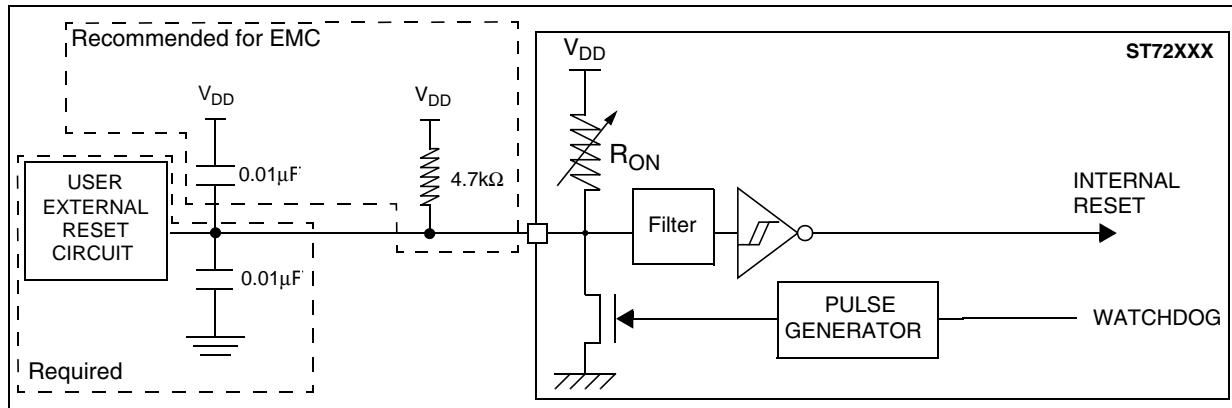 Recommended for EMC
V_DD
0.01µF
V_DD
4.7kΩ
USER
EXTERNAL
RESET
CIRCUIT
0.01µF
Required
V_DD
ST72XXX
R_ON
Filter
INTERNAL
RESET
PULSE
GENERATOR
WATCHDOG